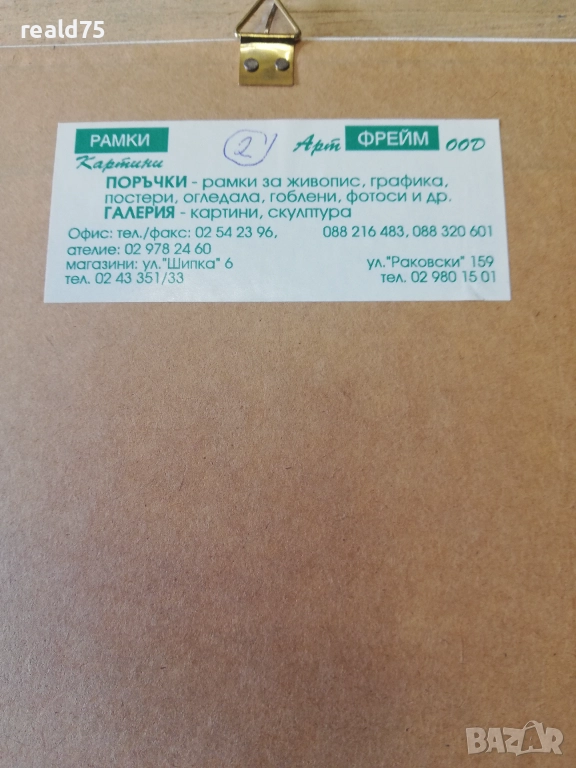 reald75
РАМКИ 2 Арт ФРЕЙМ ООD
Картини
ПОРЪЧКИ - рамки за живопис, графика,
постери, огледала, гоблени, фотоси и др.
ГАЛЕРИЯ - картини, скулптура
Офис: тел./факс: 02 54 23 96, 088 216 483, 088 320 601
ателие: 02 978 24 60
магазини: ул."Шипка" 6 ул."Раковски" 159
тел. 02 43 351/33 тел. 02 980 15 01
BAZAR